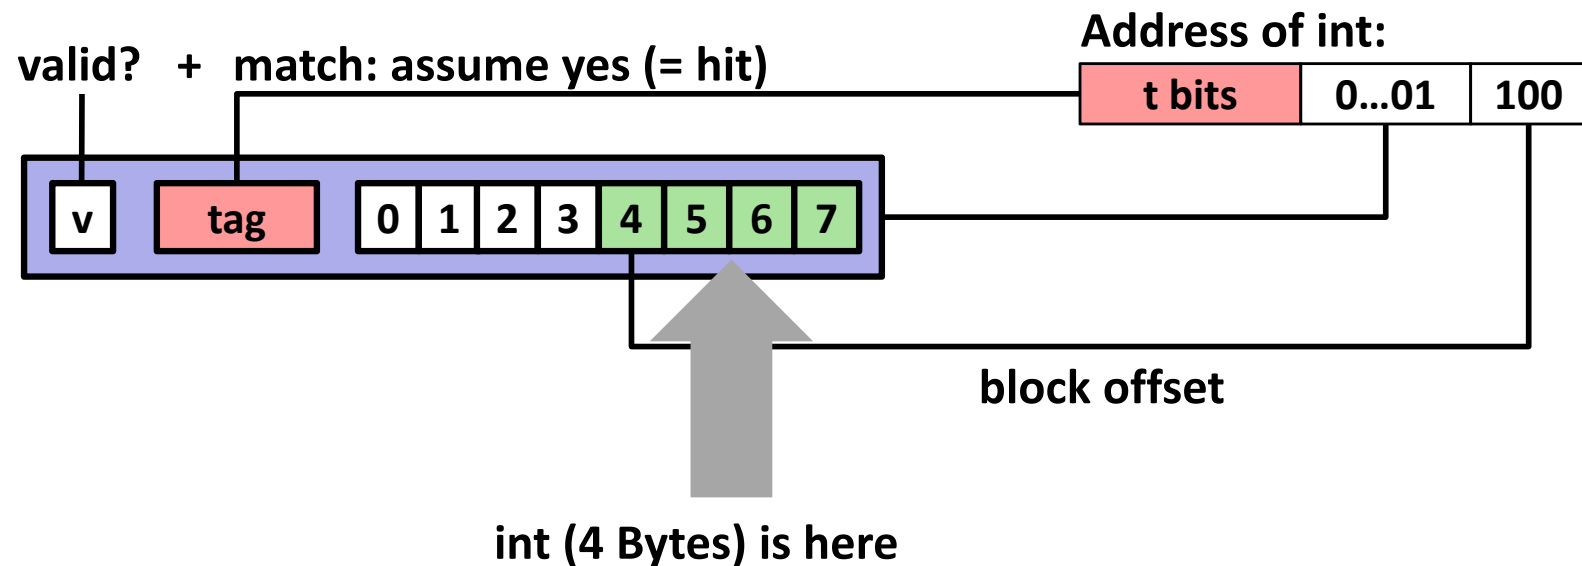 Address of int:
valid? + match: assume yes (= hit)
t bits 0...01 100
v tag 0 1 2 3 4 5 6 7
block offset
int (4 Bytes) is here